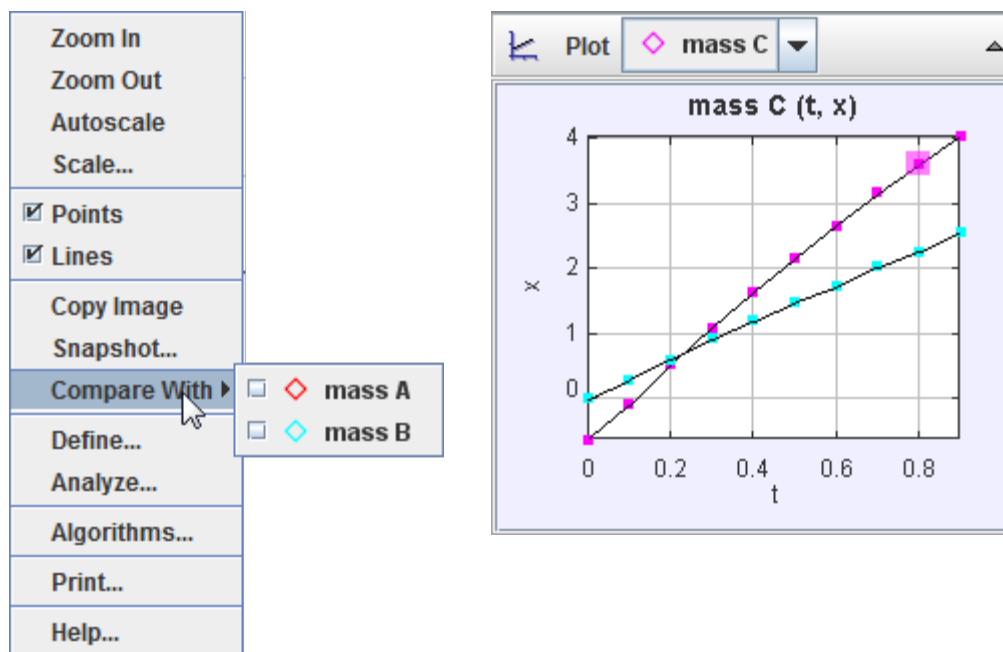 Zoom In
Zoom Out
Autoscale
Scale...
Points
Lines
Copy Image
Snapshot...
Compare With
mass A
mass B
Define...
Analyze...
Algorithms...
Print...
Help...
Plot mass C
mass C (t, x)
4
3
2
1
0
x
0 0.2 0.4 0.6 0.8
t